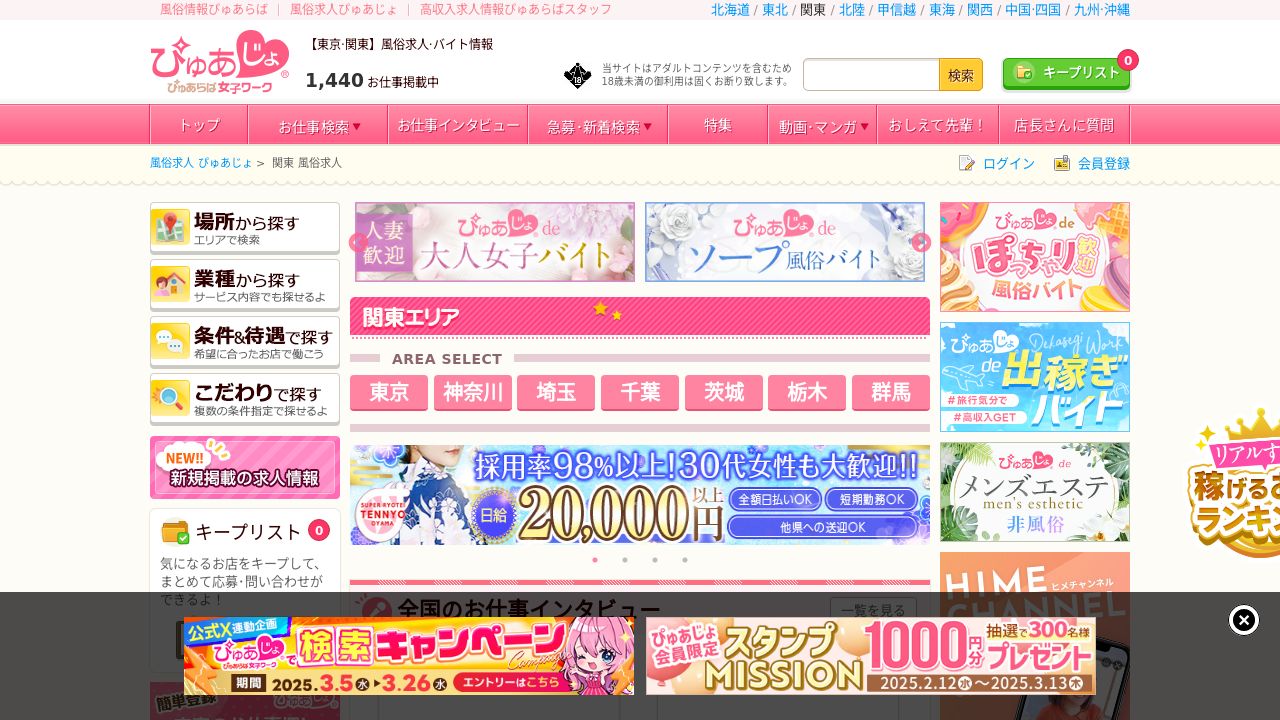 風俗情報ぴゅあらば ｜ 風俗求人ぴゅあじょ ｜ 高収入求人情報ぴゅあらばスタッフ
北海道 / 東北 / 関東 / 北陸 / 甲信越 / 東海 / 関西 / 中国･四国 / 九州･沖縄
ぴゅあじょ
ぴゅあらば 女子ワーク
【東京･関東】風俗求人･バイト情報
1,440 お仕事掲載中
18
当サイトはアダルトコンテンツを含むため
18歳未満の御利用は固くお断り致します。
検索
キープリスト
0
トップ
お仕事検索
お仕事インタビュー
急募･新着検索
特集
動画･マンガ
おしえて先輩！
店長さんに質問
風俗求人 ぴゅあじょ > 関東 風俗求人
ログイン
会員登録
場所から探す
エリアで検索
業種から探す
サービス内容でも探せるよ
条件&待遇で探す
希望に合ったお店で働こう
こだわりで探す
複数の条件指定で探せるよ
NEW!!
新規掲載の求人情報
キープリスト
0
気になるお店をキープして、
まとめて応募･問い合わせが
できるよ！
簡単登録
人妻
歓迎
ぴゅあじょ de
大人女子バイト
ぴゅあじょ de
ソープ風俗バイト
関東エリア
AREA SELECT
東京
神奈川
埼玉
千葉
茨城
栃木
群馬
採用率98%以上!30代女性も大歓迎!!
SUPER RYOTEI
TENNYO
OYAMA
日給
20,000円以上
全額日払いOK
短期勤務OK
他県への送迎OK
全国のお仕事インタビュー
一覧を見る
ぴゅあじょ de
ぽっちゃり歓迎
風俗バイト
ぴゅあじょ de
Dekasegi Work
出稼ぎ
バイト
#旅行気分で
#高収入GET
ぴゅあじょ de
メンズエステ
men's esthetic
非風俗
HIME
ヒメチャンネル
CHANNEL
公式X連動企画
ぴゅあじょで検索キャンペーン
ぴゅあらば 女子ワーク
Campaign
期間 2025.3.5水▶3.26水
エントリーはこちら
ぴゅあじょ
会員限定
スタンプ
MISSION
1000円分
抽選で300名様
プレゼント
2025.2.12水〜2025.3.13木